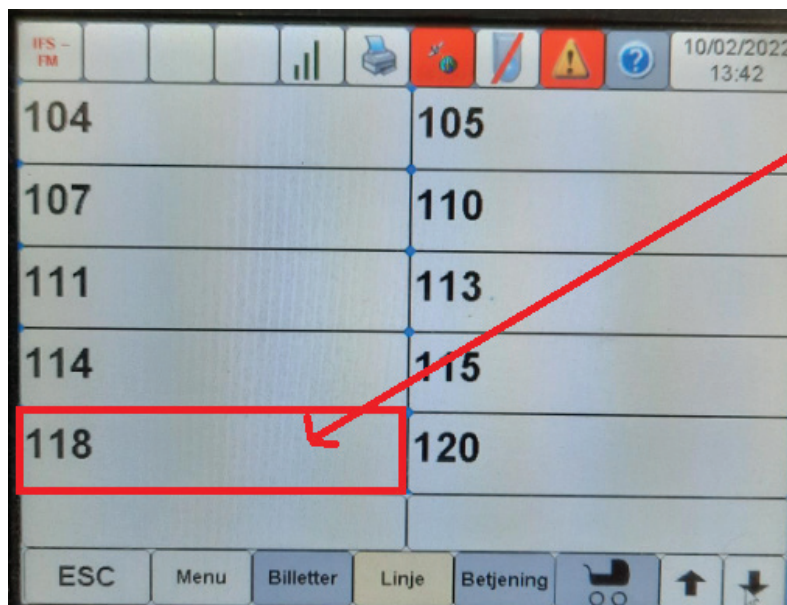 IFS –
FM
10/02/2022
13:42
104
105
107
110
111
113
114
115
118
120
ESC
Menu
Billetter
Linje
Betjening